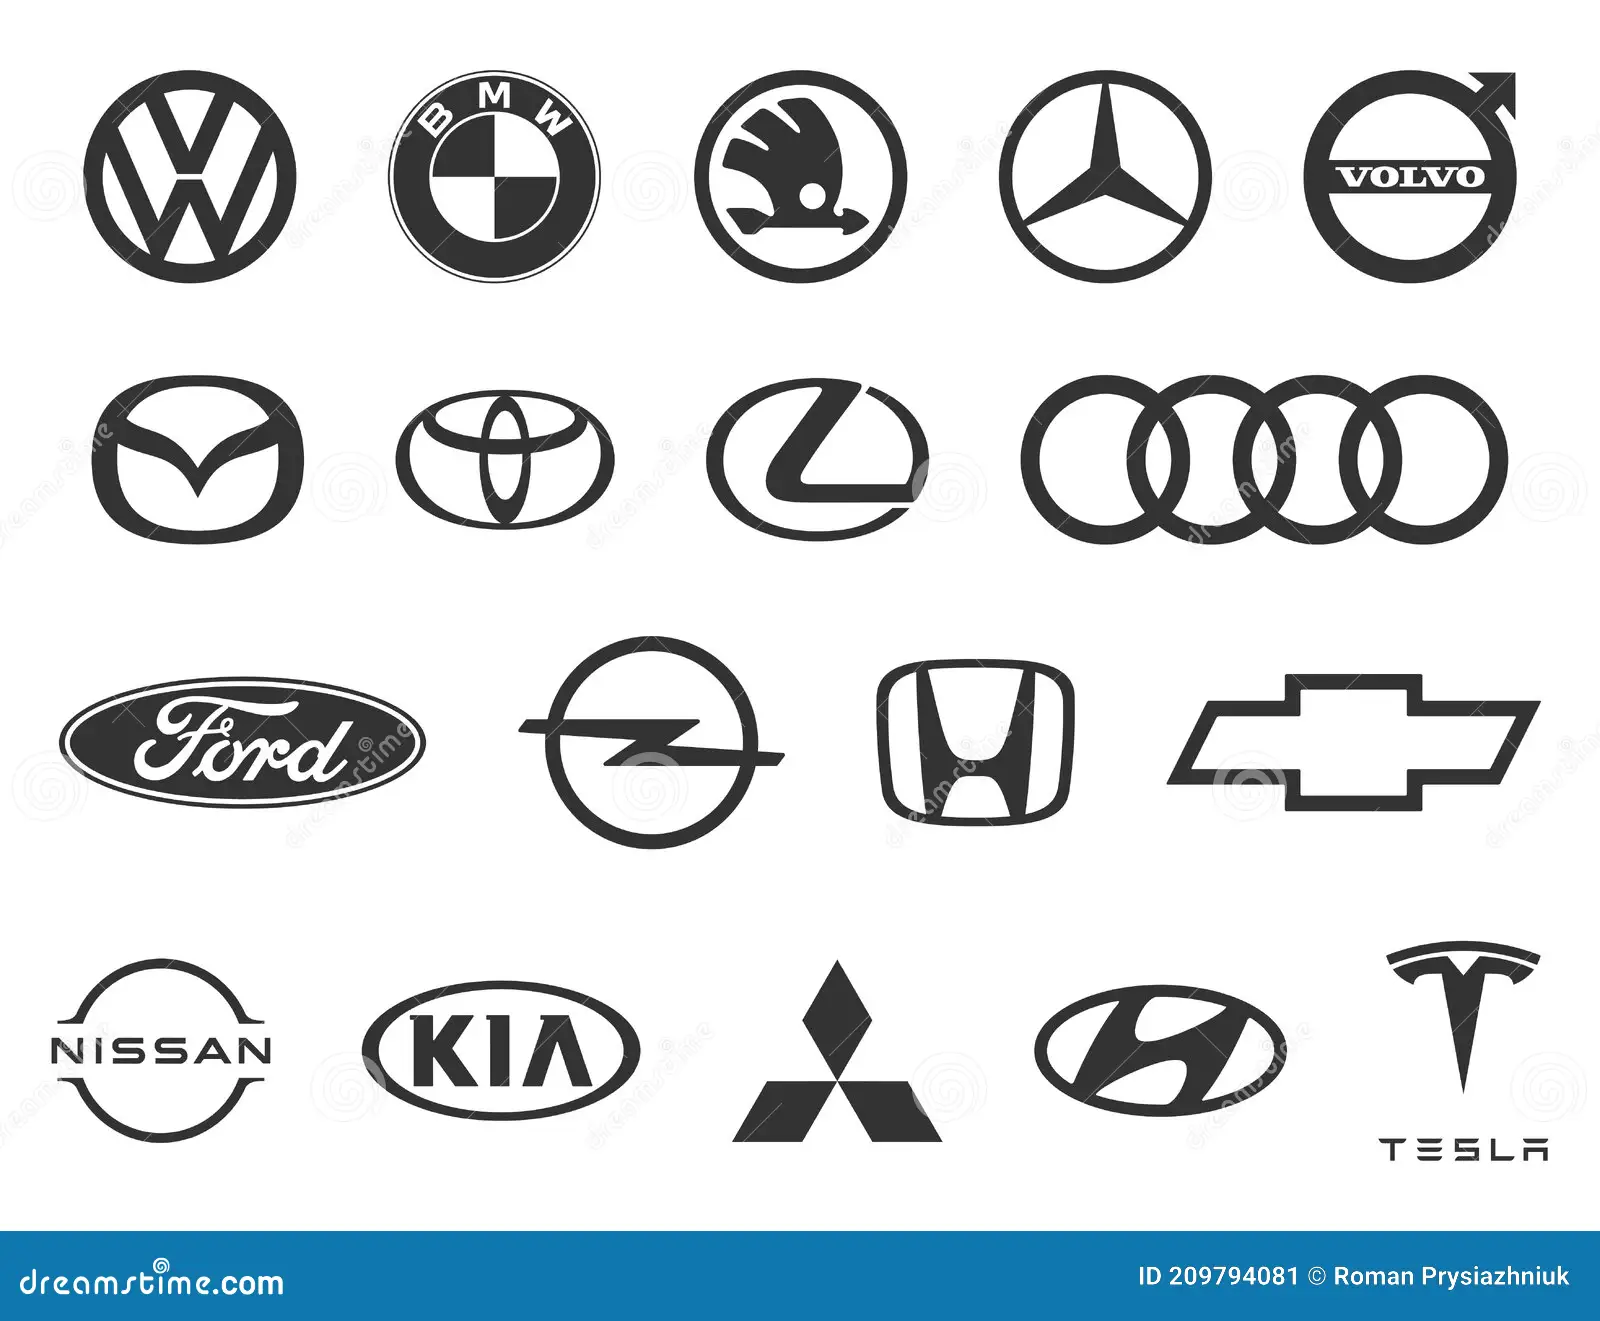 BMW
VOLVO
Ford
NISSAN
KIA
TESLA
dreamstime.com
ID 209794081 © Roman Prysiazhniuk